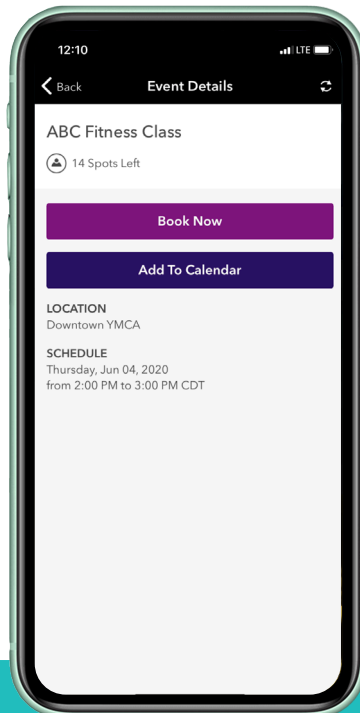 12:10 LTE
Back Event Details
ABC Fitness Class
14 Spots Left
Book Now
Add To Calendar
LOCATION
Downtown YMCA
SCHEDULE
Thursday, Jun 04, 2020
from 2:00 PM to 3:00 PM CDT